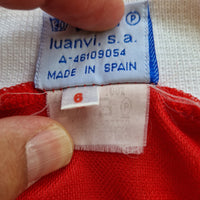 luanvi, s.a.
A-46109054
MADE IN SPAIN
6